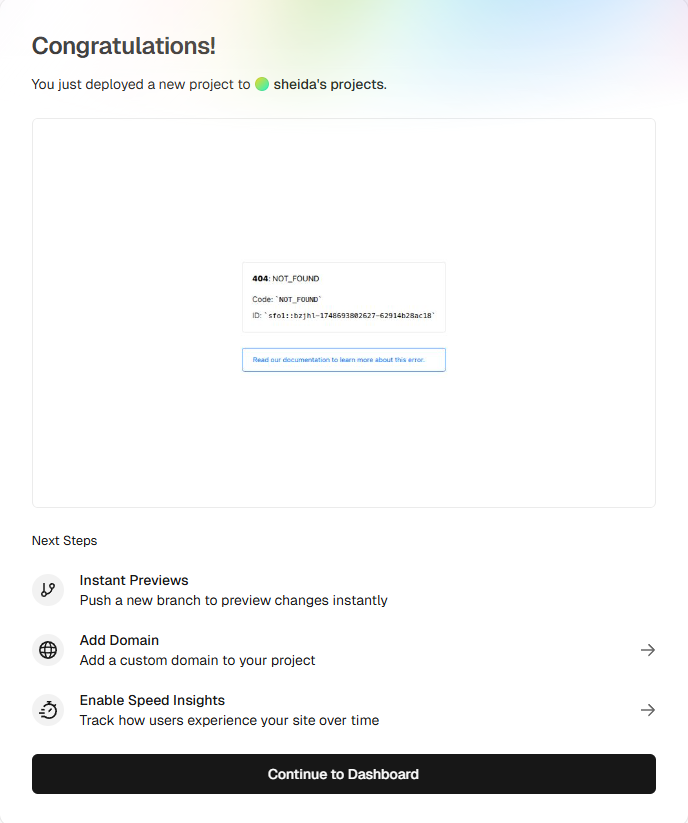 Congratulations!
You just deployed a new project to sheida's projects.
404: NOT_FOUND
Code: `NOT_FOUND`
ID: `sfo1::bzjhl-1748693802627-62914b28ac18`
Read our documentation to learn more about this error.
Next Steps
Instant Previews
Push a new branch to preview changes instantly
Add Domain
Add a custom domain to your project
Enable Speed Insights
Track how users experience your site over time
Continue to Dashboard